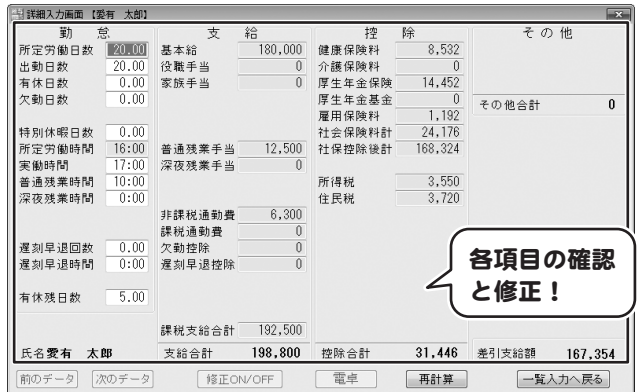 詳細入力画面 【愛有 太郎】
勤 怠 支 給 控 除 その他
所定労働日数 20.00 基本給 180,000 健康保険料 8,532
出勤日数 20.00 役職手当 0 介護保険料 0
有休日数 0.00 家族手当 0 厚生年金保険 14,452
欠勤日数 0.00 厚生年金基金 0 その他合計 0
雇用保険料 1,192
特別休暇日数 0.00 社会保険料計 24,176
所定労働時間 16:00 普通残業手当 12,500 社保控除後計 168,324
実働時間 17:00 深夜残業手当 0
普通残業時間 10:00 所得税 3,550
深夜残業時間 0:00 住民税 3,720
非課税通勤費 6,300
課税通勤費 0
遅刻早退回数 0.00 欠勤控除 0
遅刻早退時間 0:00 遅刻早退控除 0
各項目の確認
と修正！
有休残日数 5.00
課税支給合計 192,500
氏名 愛有 太郎 支給合計 198,800 控除合計 31,446 差引支給額 167,354
前のデータ 次のデータ 修正ON/OFF 電卓 再計算 一覧入力へ戻る